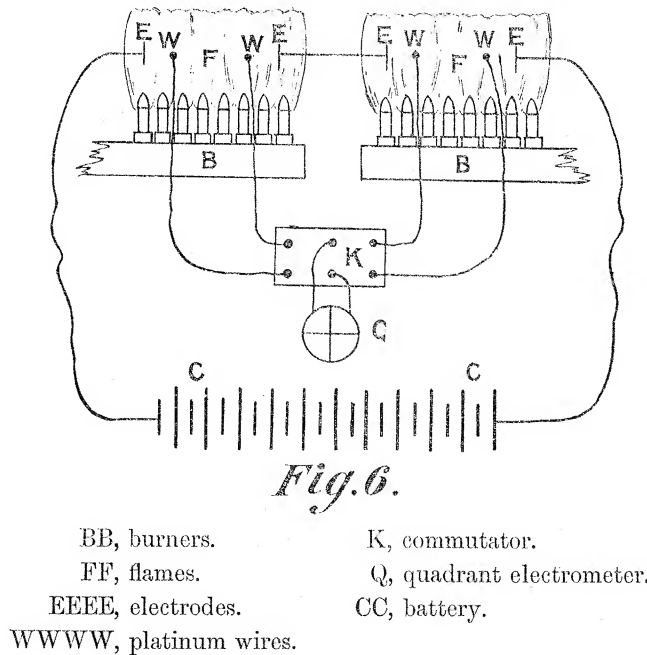 E W F W E E W F W E
B B
K
Q
C C
Fig.6.
BB, burners. K, commutator.
FF, flames. Q, quadrant electrometer.
EEEE, electrodes. CC, battery.
WWWW, platinum wires.